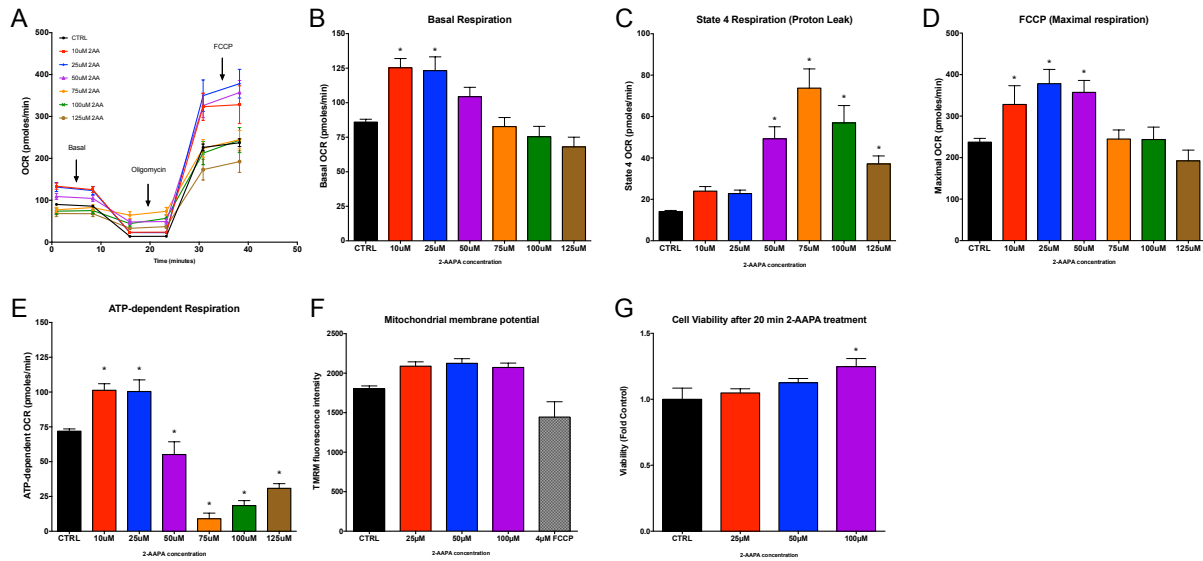 A
OCR (pmoles/min)
500
400
300
200
100
0
0
10
20
30
40
50
Time (minutes)
CTRL
10uM 2AA
25uM 2AA
50uM 2AA
75uM 2AA
100uM 2AA
125uM 2AA
Basal
Oligomycin
FCCP
B
Basal Respiration
Basal OCR (pmoles/min)
150
125
100
75
50
25
0
* *
CTRL 10uM 25uM 50uM 75uM 100uM 125uM
2-AAPA concentration
C
State 4 Respiration (Proton Leak)
State 4 OCR (pmoles/min)
100
80
60
40
20
0
* * * *
CTRL 10uM 25uM 50uM 75uM 100uM 125uM
2-AAPA concentration
D
FCCP (Maximal respiration)
Maximal OCR (pmoles/min)
500
400
300
200
100
0
* * *
CTRL 10uM 25uM 50uM 75uM 100uM 125uM
2-AAPA concentration
E
ATP-dependent Respiration
ATP-dependent OCR (pmoles/min)
150
125
100
75
50
25
0
* * * * * *
CTRL 10uM 25uM 50uM 75uM 100uM 125uM
2-AAPA concentration
F
Mitochondrial membrane potential
TMRM fluorescence intensity
2500
2000
1500
1000
500
0
CTRL 25µM 50µM 100µM 4µM FCCP
2-AAPA concentration
G
Cell Viability after 20 min 2-AAPA treatment
Viability (Fold Control)
1.5
1.0
0.5
0.0
*
CTRL 25µM 50µM 100µM
2-AAPA concentration